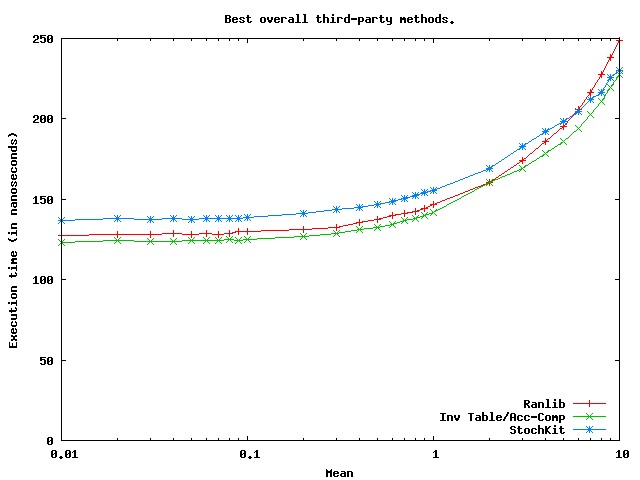 Best overall third-party methods.
250
200
150
100
50
0
Execution time (in nanoseconds)
Ranlib
Inv Table/Acc-Comp
StochKit
0.01 0.1 1 10
Mean